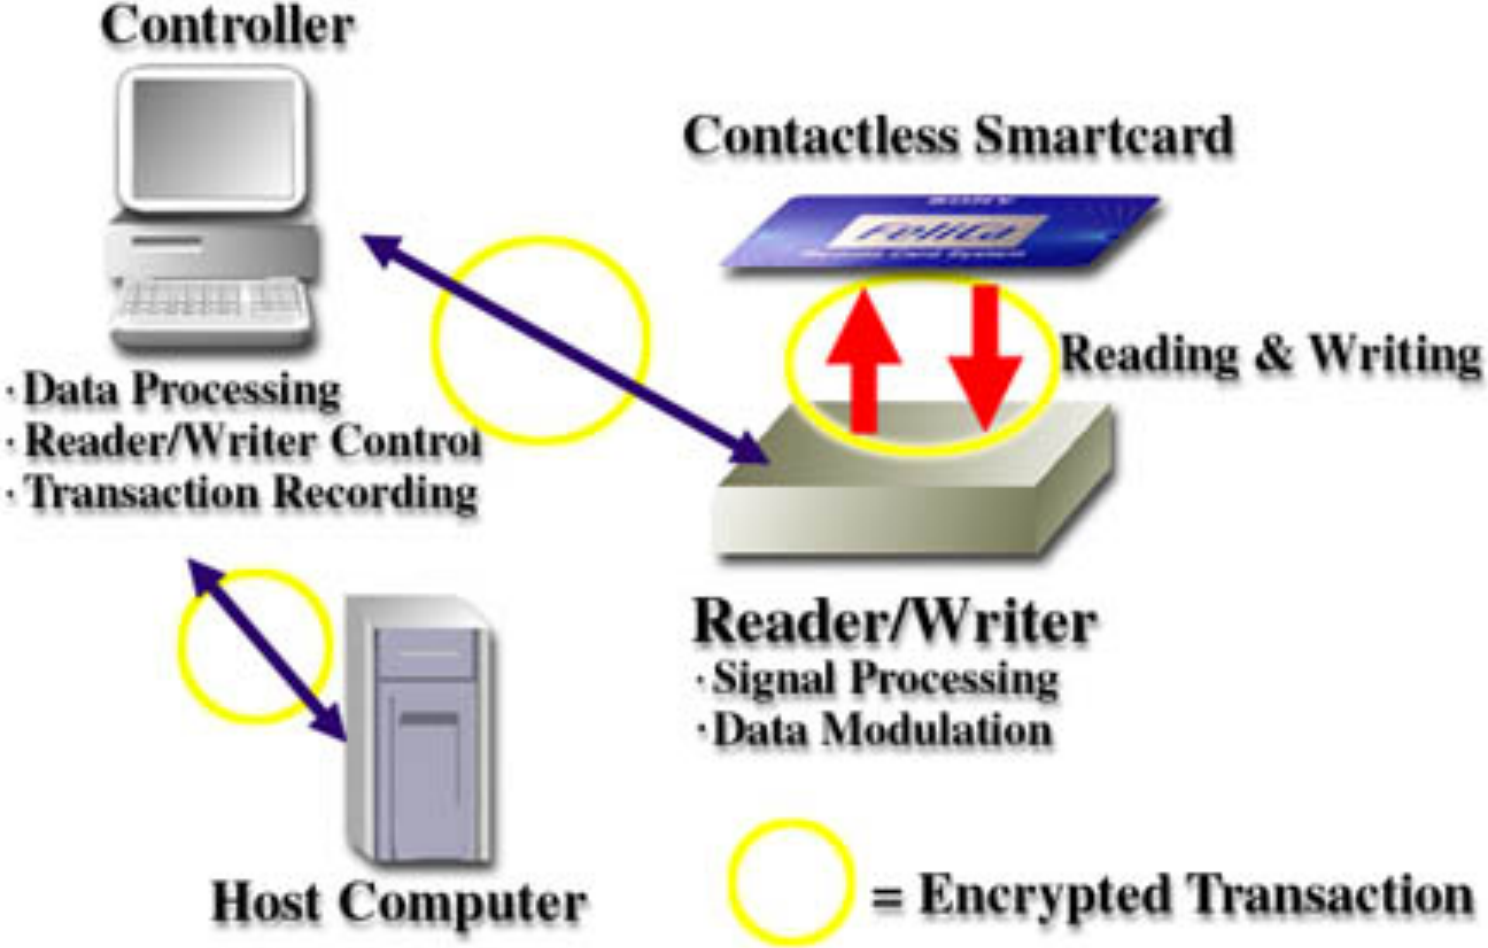 Controller
Contactless Smartcard
SONY
FeliCa
Reading & Writing
· Data Processing
· Reader/Writer Control
· Transaction Recording
Reader/Writer
· Signal Processing
· Data Modulation
Host Computer
= Encrypted Transaction